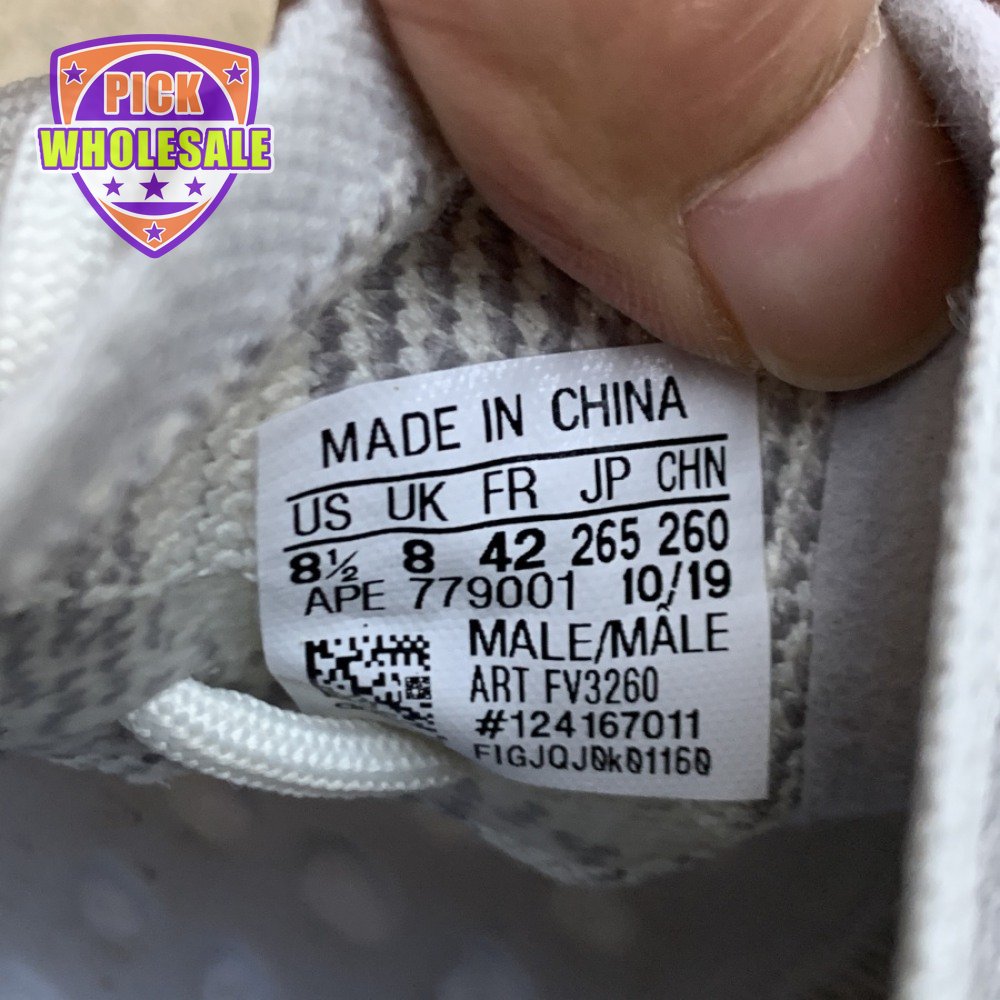 PICK
WHOLESALE
MADE IN CHINA
US UK FR JP CHN
8½ 8 42 265 260
APE 779001 10/19
MALE/MÂLE
ART FV3260
#124167011
FIGJQJ0k01160